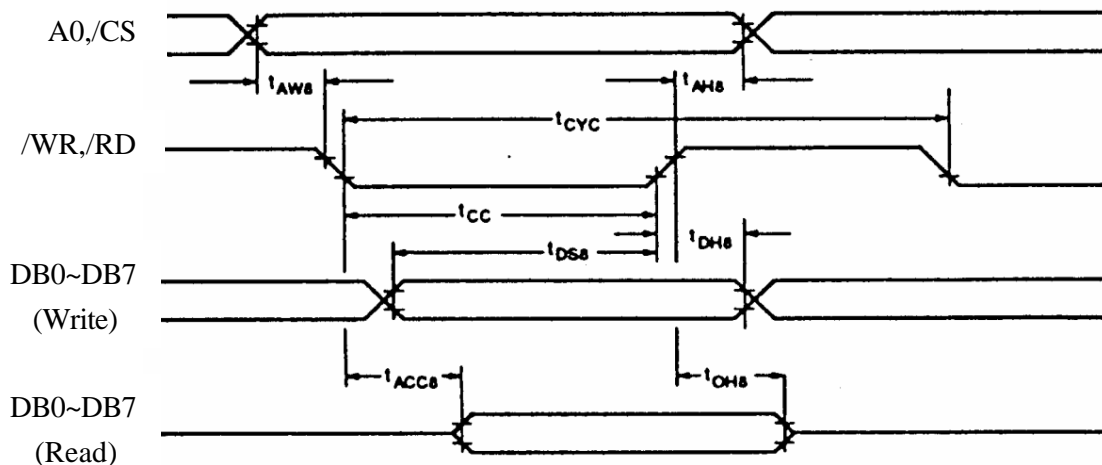 A0,/CS
tAW8
tAH8
tCYC
/WR,/RD
tCC
tDH8
tDS8
DB0~DB7
(Write)
tACC8
tOH8
DB0~DB7
(Read)